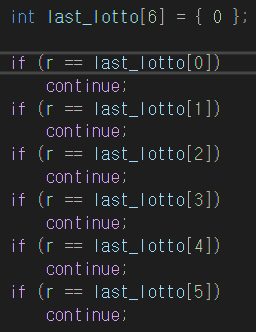 int last_lotto[6] = { 0 };

if (r == last_lotto[0])
    continue;
if (r == last_lotto[1])
    continue;
if (r == last_lotto[2])
    continue;
if (r == last_lotto[3])
    continue;
if (r == last_lotto[4])
    continue;
if (r == last_lotto[5])
    continue;